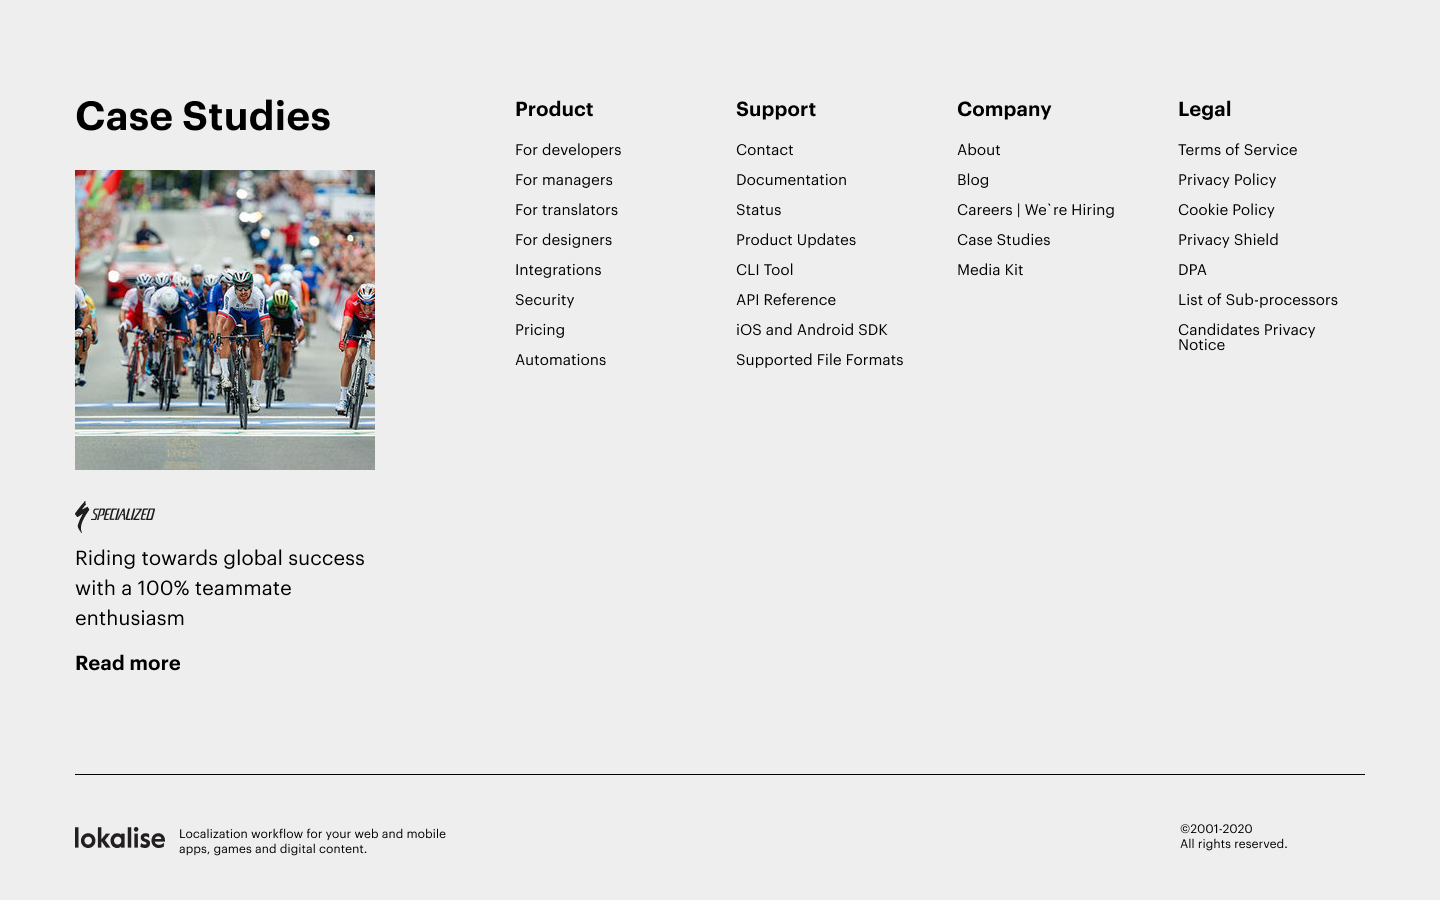 Case Studies
SPECIALIZED
Riding towards global success
with a 100% teammate
enthusiasm
Read more
Product
For developers
For managers
For translators
For designers
Integrations
Security
Pricing
Automations
Support
Contact
Documentation
Status
Product Updates
CLI Tool
API Reference
iOS and Android SDK
Supported File Formats
Company
About
Blog
Careers | We`re Hiring
Case Studies
Media Kit
Legal
Terms of Service
Privacy Policy
Cookie Policy
Privacy Shield
DPA
List of Sub-processors
Candidates Privacy
Notice
lokalise
Localization workflow for your web and mobile
apps, games and digital content.
©2001-2020
All rights reserved.